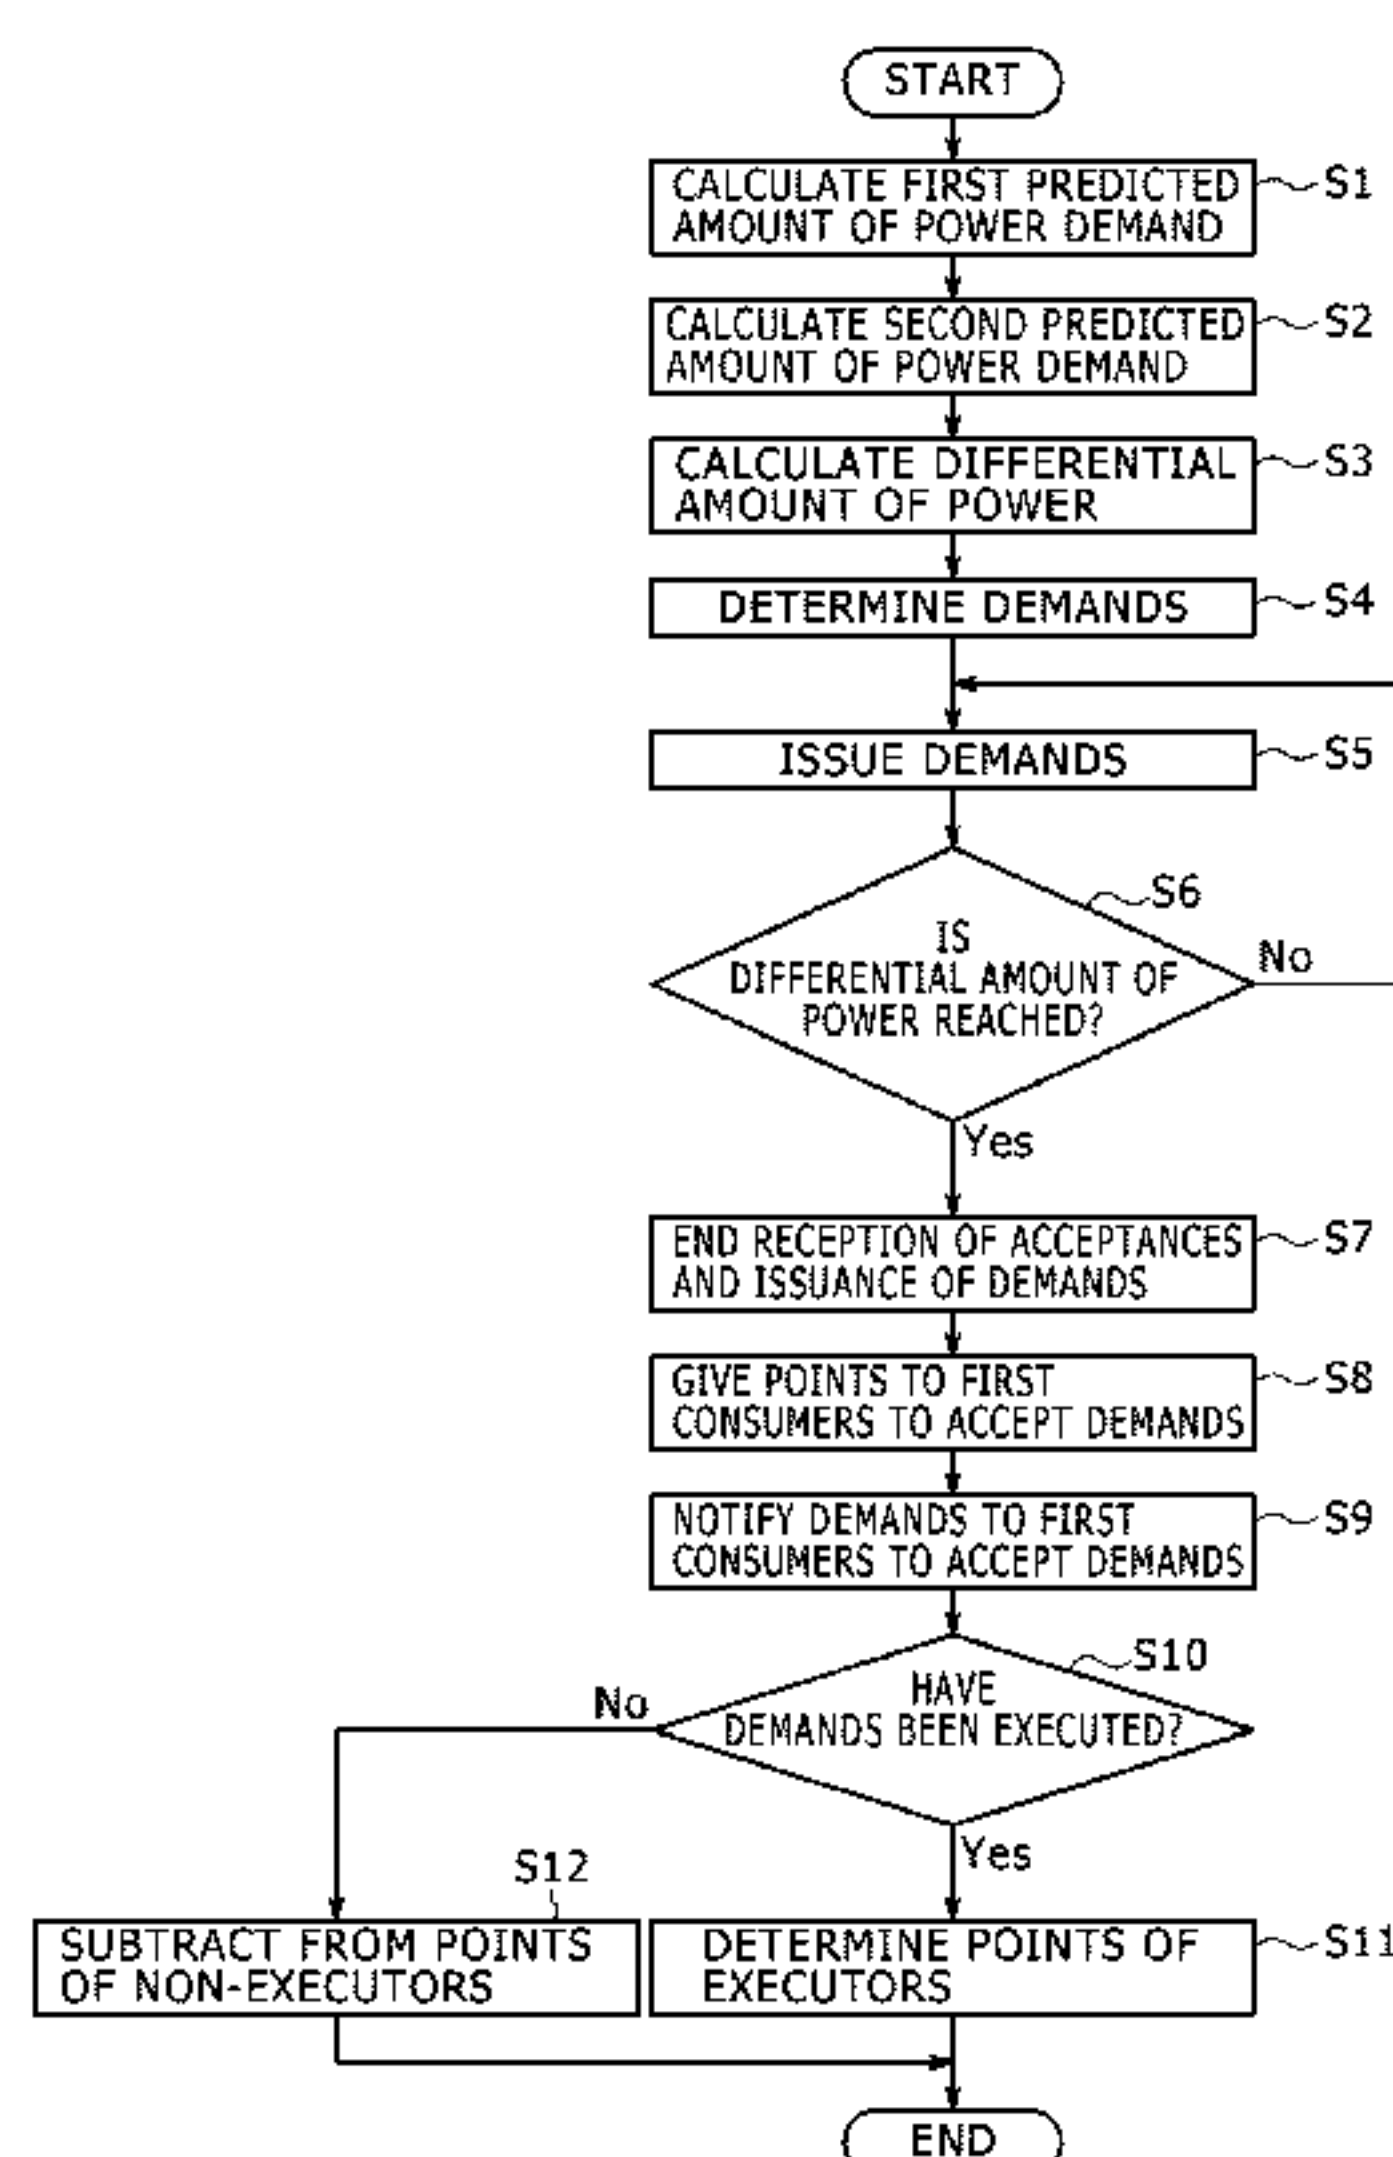 START
CALCULATE FIRST PREDICTED
AMOUNT OF POWER DEMAND
S1
CALCULATE SECOND PREDICTED
AMOUNT OF POWER DEMAND
S2
CALCULATE DIFFERENTIAL
AMOUNT OF POWER
S3
DETERMINE DEMANDS
S4
ISSUE DEMANDS
S5
S6
IS
DIFFERENTIAL AMOUNT OF
POWER REACHED?
No
Yes
END RECEPTION OF ACCEPTANCES
AND ISSUANCE OF DEMANDS
S7
GIVE POINTS TO FIRST
CONSUMERS TO ACCEPT DEMANDS
S8
NOTIFY DEMANDS TO FIRST
CONSUMERS TO ACCEPT DEMANDS
S9
S10
HAVE
DEMANDS BEEN EXECUTED?
No
Yes
S12
SUBTRACT FROM POINTS
OF NON-EXECUTORS
DETERMINE POINTS OF
EXECUTORS
S11
END